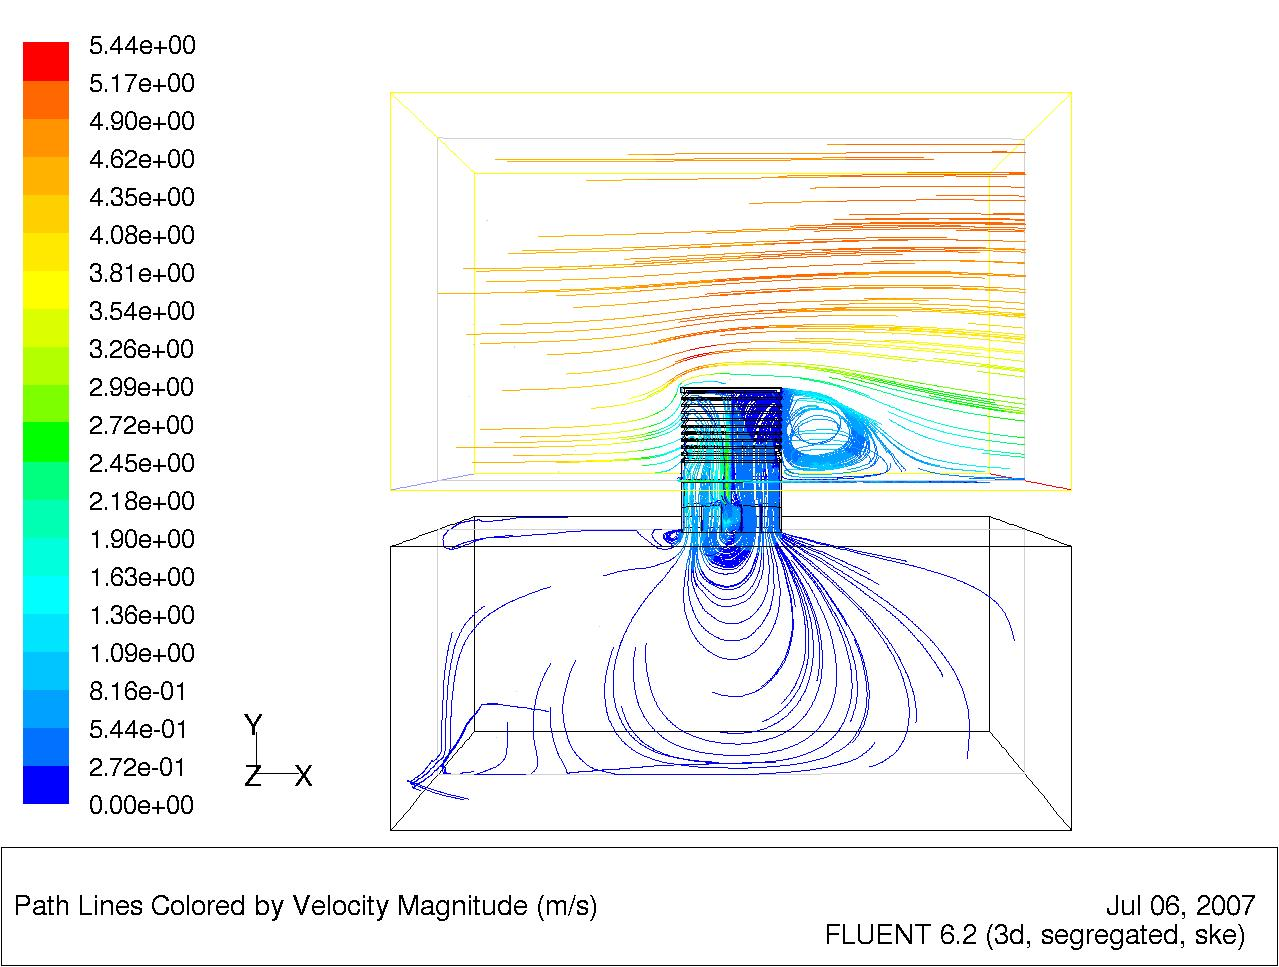 5.44e+00
5.17e+00
4.90e+00
4.62e+00
4.35e+00
4.08e+00
3.81e+00
3.54e+00
3.26e+00
2.99e+00
2.72e+00
2.45e+00
2.18e+00
1.90e+00
1.63e+00
1.36e+00
1.09e+00
8.16e-01
5.44e-01
2.72e-01
0.00e+00
Y
Z X
Path Lines Colored by Velocity Magnitude (m/s)
Jul 06, 2007
FLUENT 6.2 (3d, segregated, ske)